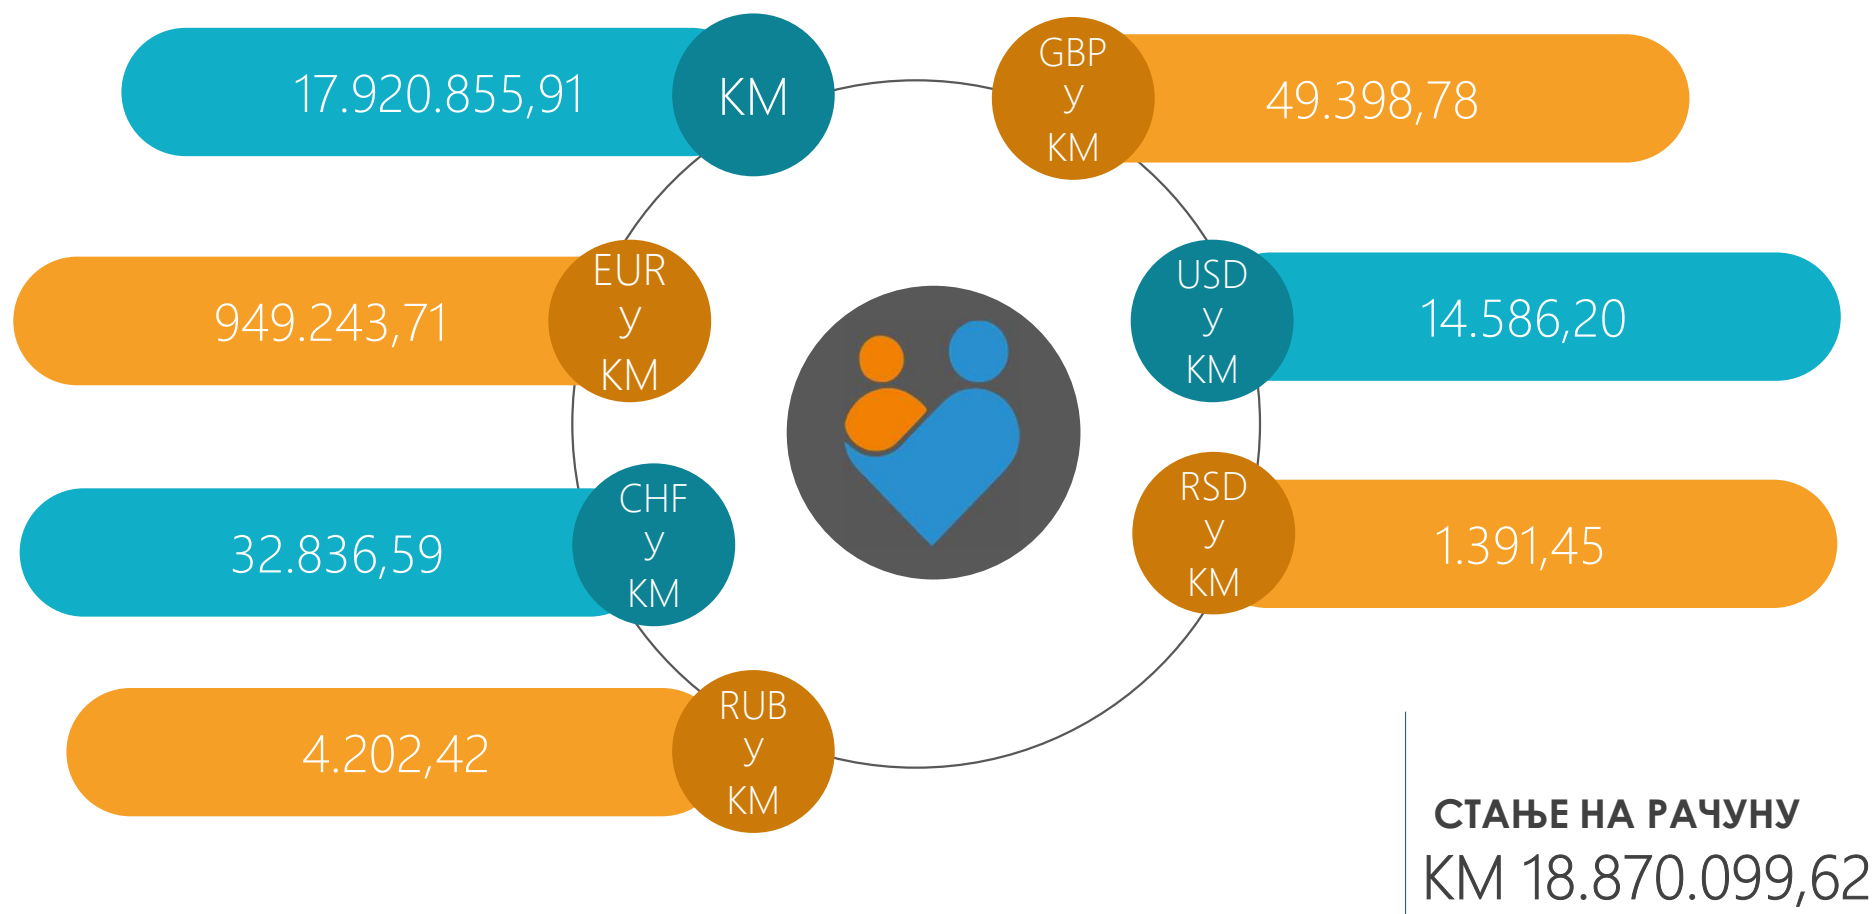 17.920.855,91
КМ
GBP
у
КМ
49.398,78
949.243,71
EUR
у
КМ
USD
у
КМ
14.586,20
32.836,59
CHF
у
КМ
RSD
у
КМ
1.391,45
4.202,42
RUB
у
КМ
СТАЊЕ НА РАЧУНУ
КМ 18.870.099,62